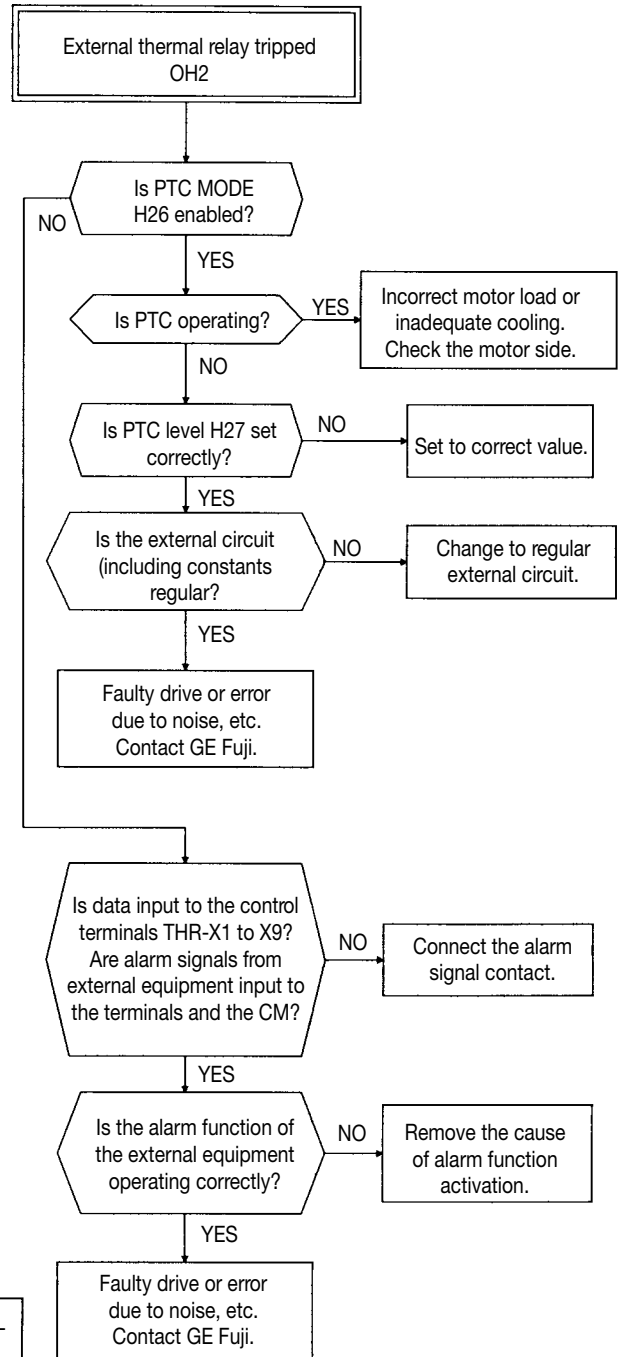 External thermal relay tripped
OH2
Is PTC MODE
H26 enabled?
NO
YES
Is PTC operating?
YES
Incorrect motor load or
inadequate cooling.
Check the motor side.
NO
Is PTC level H27 set
correctly?
NO
Set to correct value.
YES
Is the external circuit
(including constants
regular?
NO
Change to regular
external circuit.
YES
Faulty drive or error
due to noise, etc.
Contact GE Fuji.
Is data input to the control
terminals THR-X1 to X9?
Are alarm signals from
external equipment input to
the terminals and the CM?
NO
Connect the alarm
signal contact.
YES
Is the alarm function of
the external equipment
operating correctly?
NO
Remove the cause
of alarm function
activation.
YES
Faulty drive or error
due to noise, etc.
Contact GE Fuji.